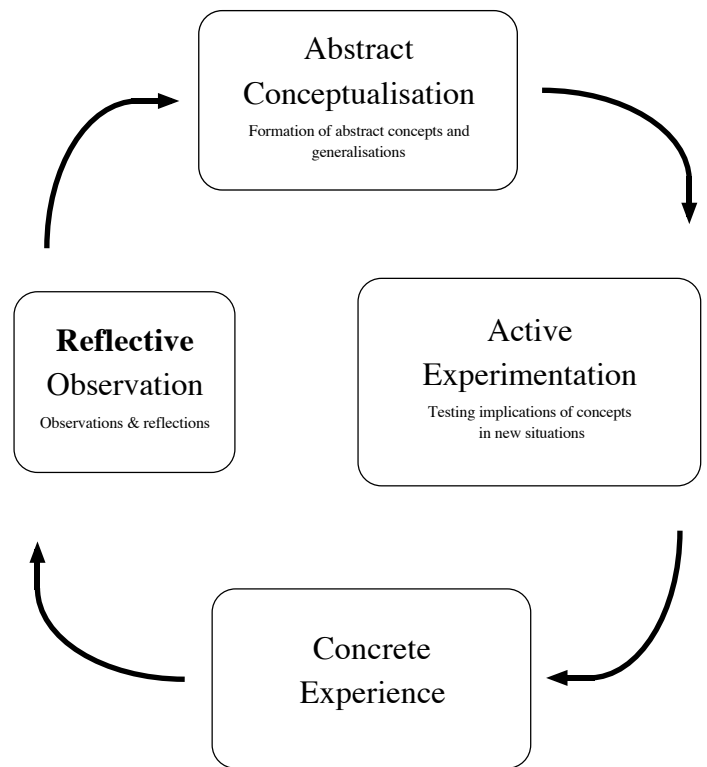 Abstract
Conceptualisation
Formation of abstract concepts and
generalisations
Reflective
Observation
Observations & reflections
Active
Experimentation
Testing implications of concepts
in new situations
Concrete
Experience